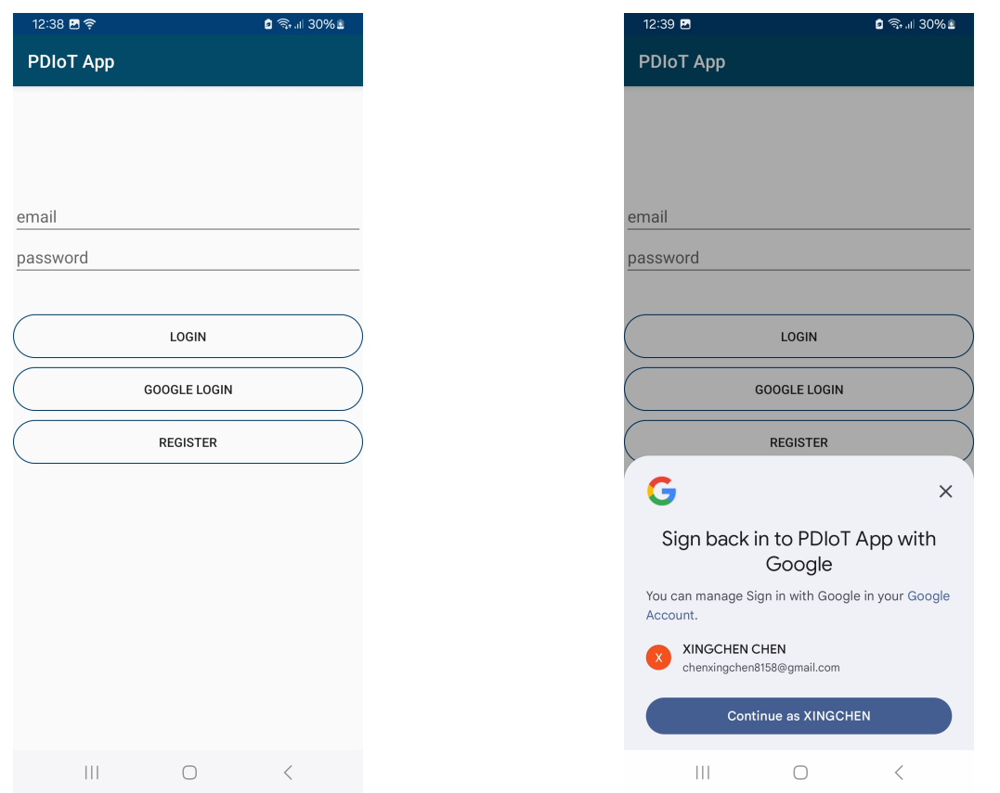 12:38
30%
PDIoT App
email
password
LOGIN
GOOGLE LOGIN
REGISTER
12:39
30%
PDIoT App
email
password
LOGIN
GOOGLE LOGIN
REGISTER
Sign back in to PDIoT App with
Google
You can manage Sign in with Google in your Google
Account.
X
XINGCHEN CHEN
chenxingchen8158@gmail.com
Continue as XINGCHEN